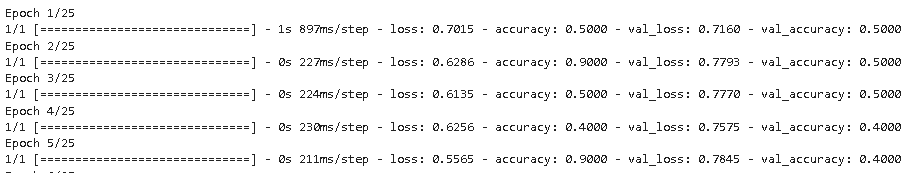 Epoch 1/25
1/1 [==============================] - 1s 897ms/step - loss: 0.7015 - accuracy: 0.5000 - val_loss: 0.7160 - val_accuracy: 0.5000
Epoch 2/25
1/1 [==============================] - 0s 227ms/step - loss: 0.6286 - accuracy: 0.9000 - val_loss: 0.7793 - val_accuracy: 0.5000
Epoch 3/25
1/1 [==============================] - 0s 224ms/step - loss: 0.6135 - accuracy: 0.5000 - val_loss: 0.7770 - val_accuracy: 0.5000
Epoch 4/25
1/1 [==============================] - 0s 230ms/step - loss: 0.6256 - accuracy: 0.4000 - val_loss: 0.7575 - val_accuracy: 0.4000
Epoch 5/25
1/1 [==============================] - 0s 211ms/step - loss: 0.5565 - accuracy: 0.9000 - val_loss: 0.7845 - val_accuracy: 0.4000